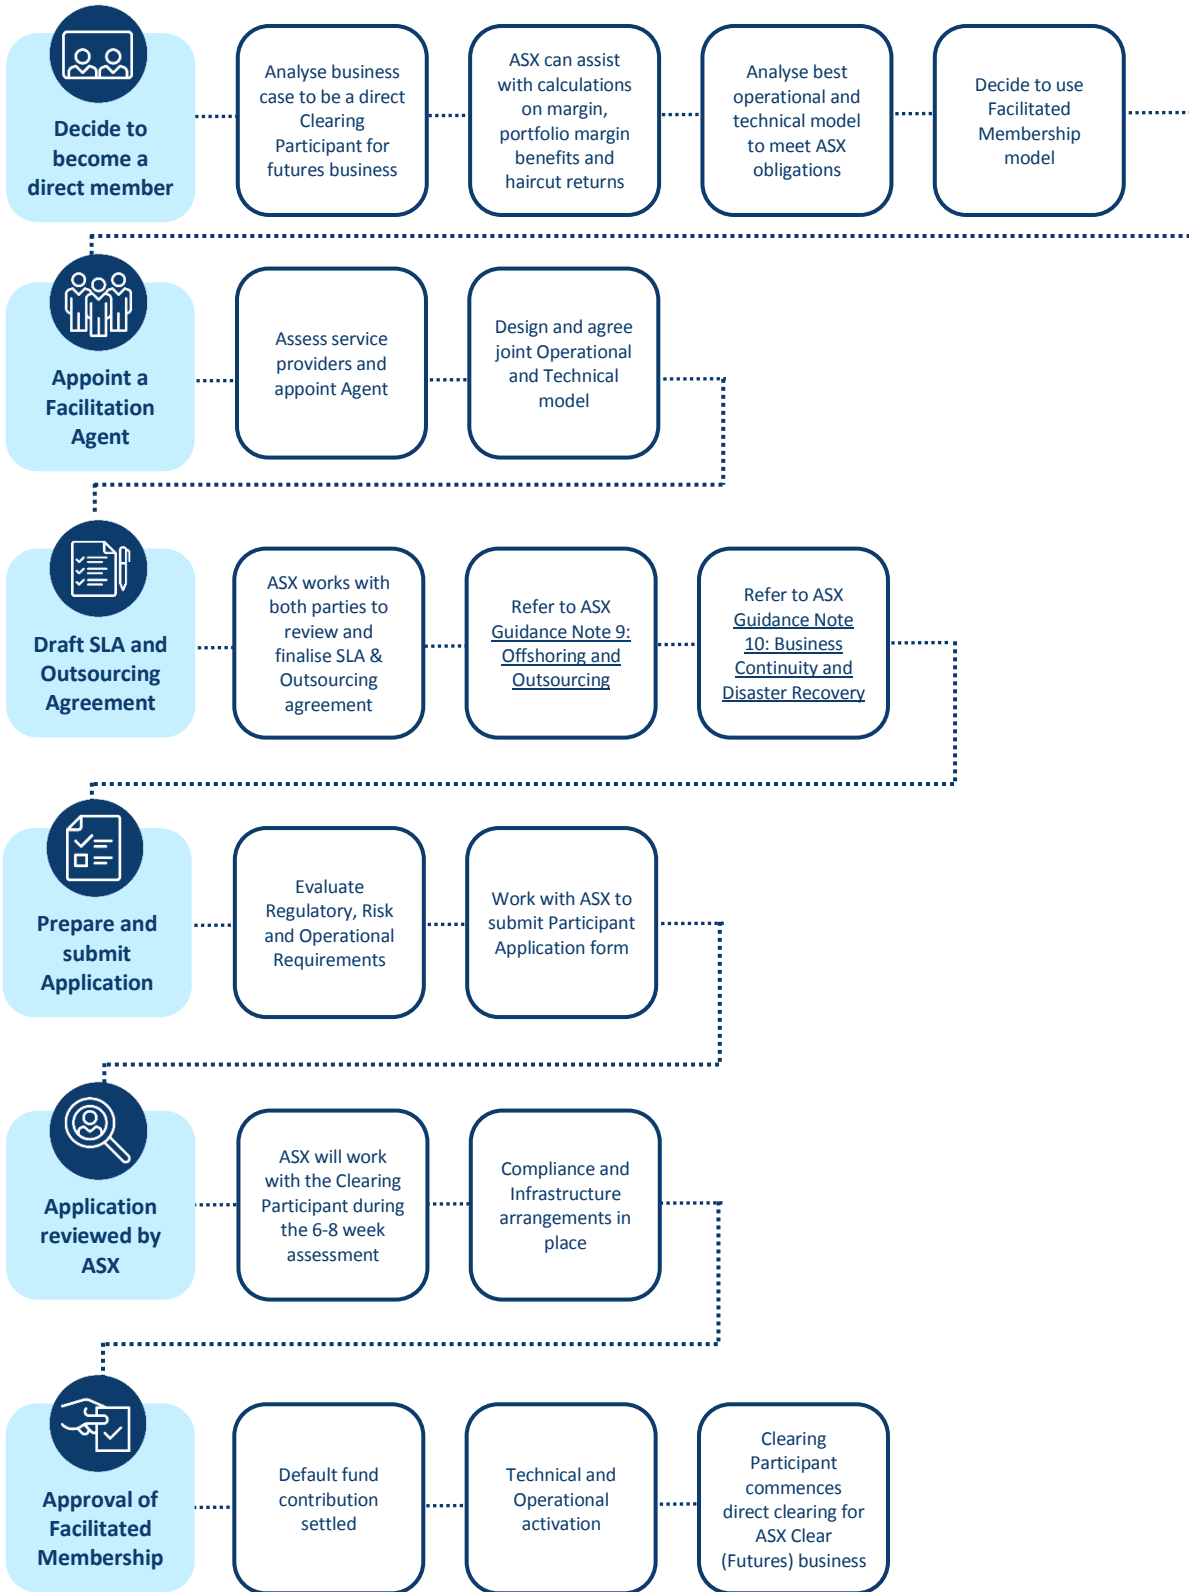 Decide to
become a
direct member
Analyse business
case to be a direct
Clearing
Participant for
futures business
ASX can assist
with calculations
on margin,
portfolio margin
benefits and
haircut returns
Analyse best
operational and
technical model
to meet ASX
obligations
Decide to use
Facilitated
Membership
model
Appoint a
Facilitation
Agent
Assess service
providers and
appoint Agent
Design and agree
joint Operational
and Technical
model
Draft SLA and
Outsourcing
Agreement
ASX works with
both parties to
review and
finalise SLA &
Outsourcing
agreement
Refer to ASX
Guidance Note 9:
Offshoring and
Outsourcing
Refer to ASX
Guidance Note
10: Business
Continuity and
Disaster Recovery
Prepare and
submit
Application
Evaluate
Regulatory, Risk
and Operational
Requirements
Work with ASX to
submit Participant
Application form
Application
reviewed by
ASX
ASX will work
with the Clearing
Participant during
the 6-8 week
assessment
Compliance and
Infrastructure
arrangements in
place
Approval of
Facilitated
Membership
Default fund
contribution
settled
Technical and
Operational
activation
Clearing
Participant
commences
direct clearing for
ASX Clear
(Futures) business